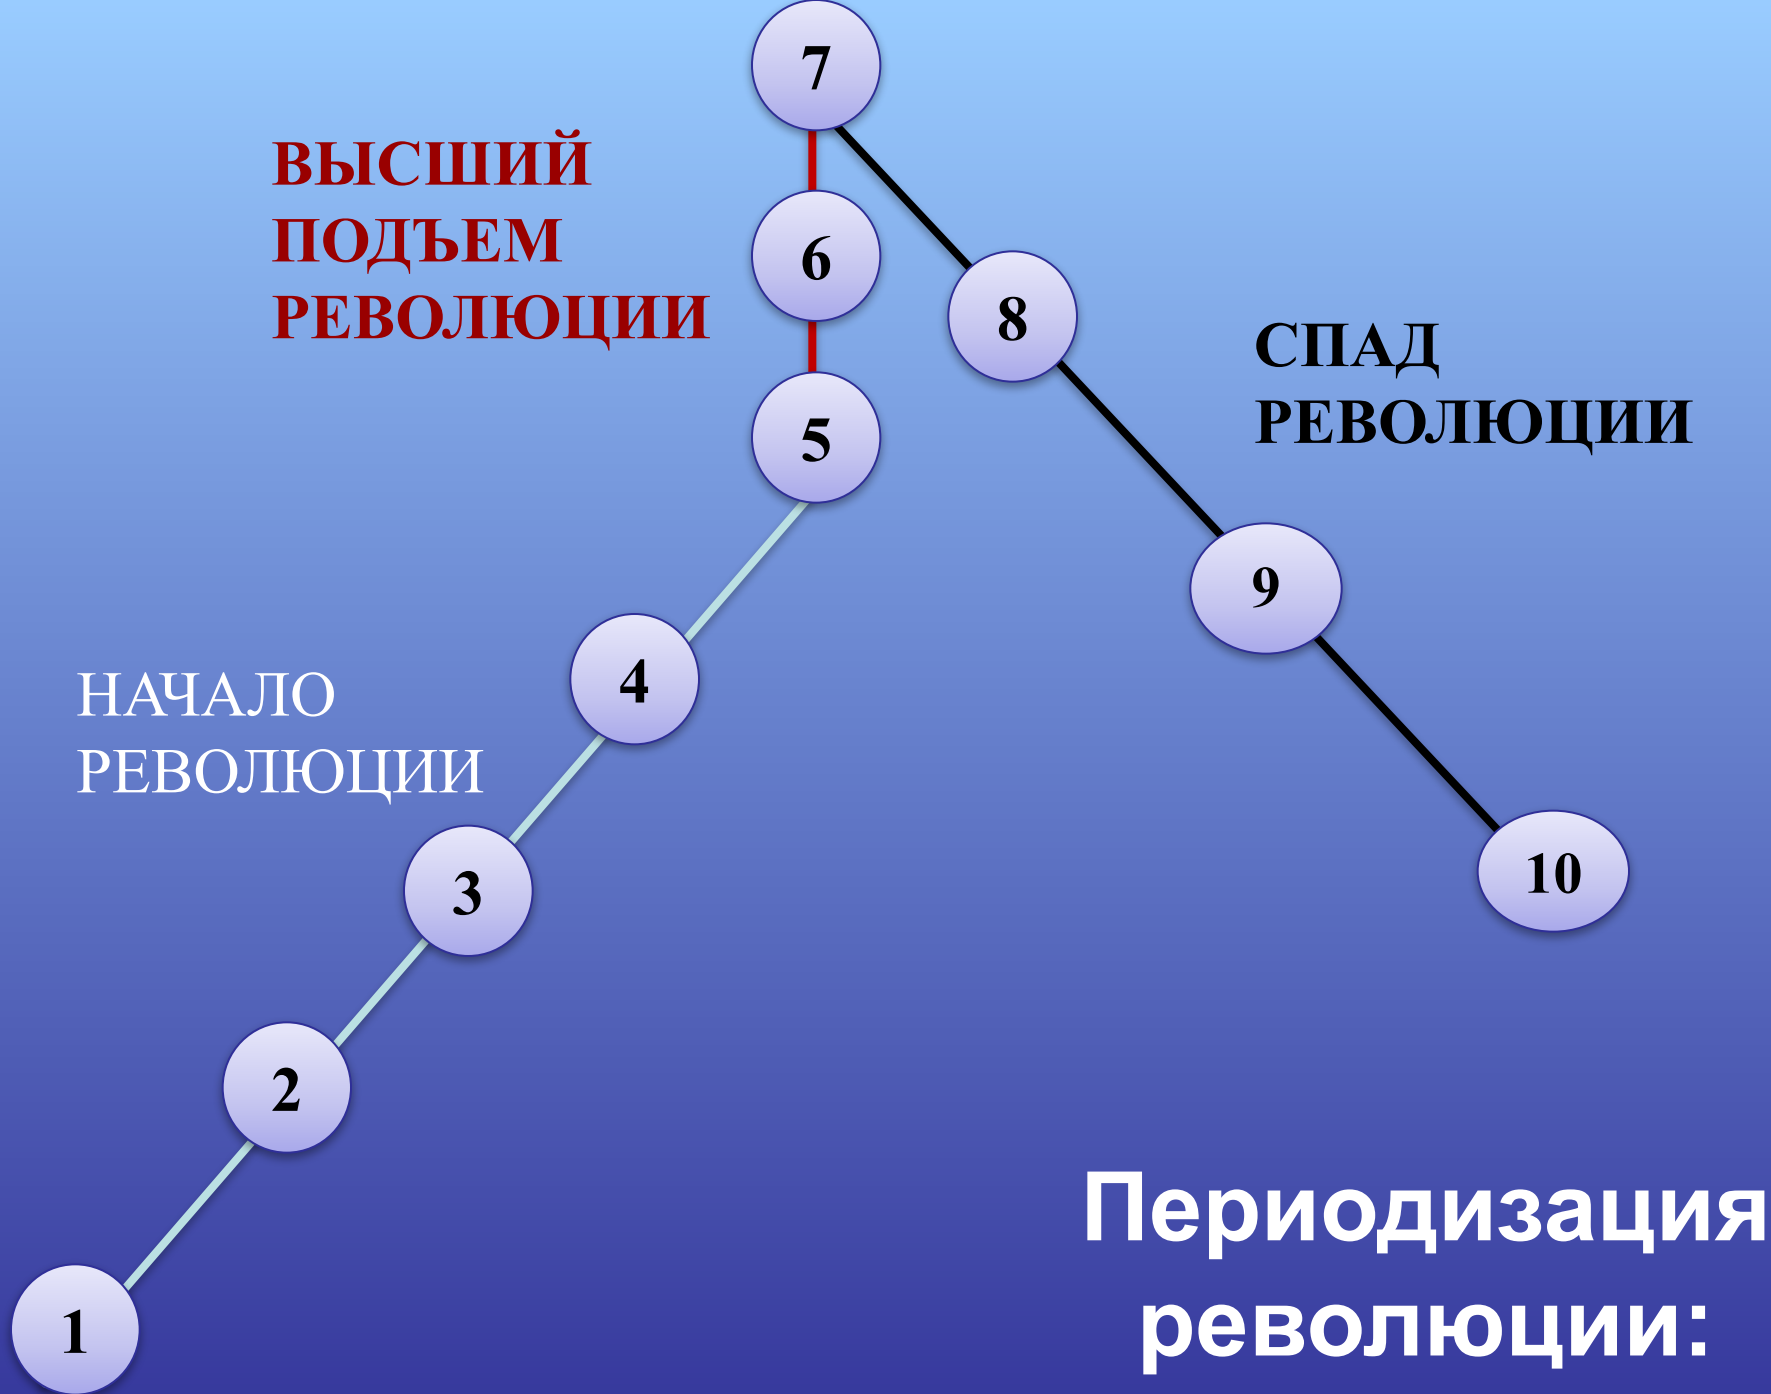 7
ВЫСШИЙ
ПОДЪЕМ
РЕВОЛЮЦИИ
6
8
СПАД
РЕВОЛЮЦИИ
5
9
4
НАЧАЛО
РЕВОЛЮЦИИ
3
10
2
1
Периодизация
революции: